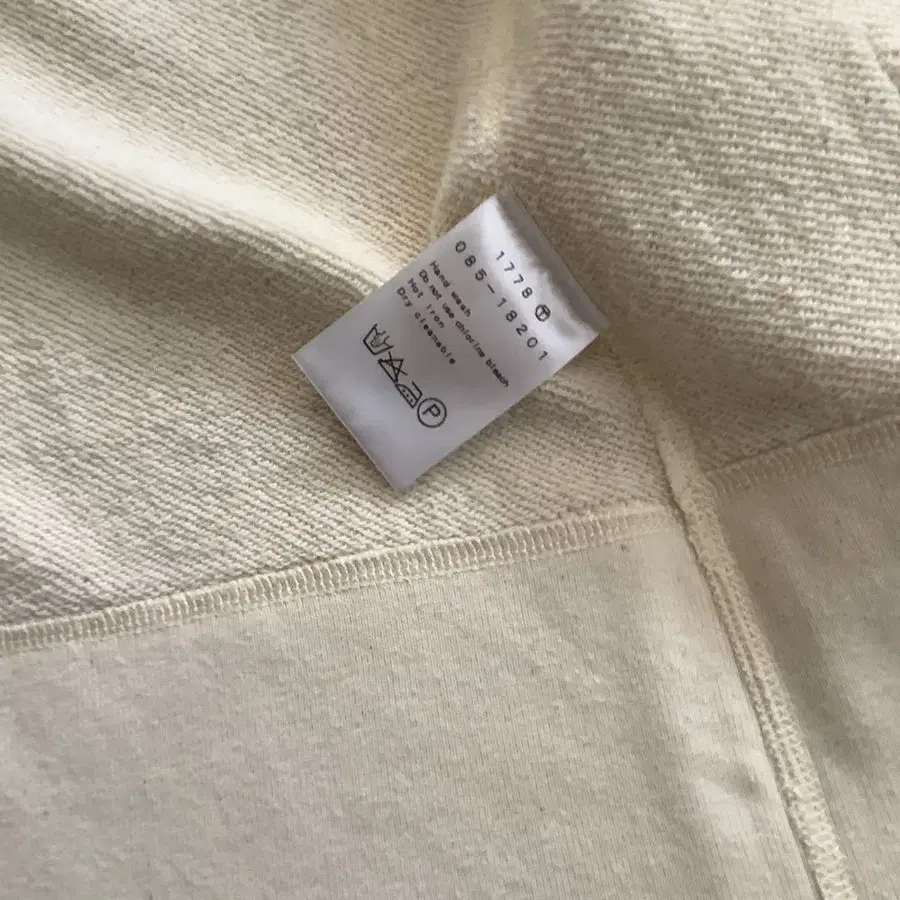 1778 Ⓣ
085-18201
Hand wash
Do not use chlorine bleach
Hot iron
Dry cleanable
P